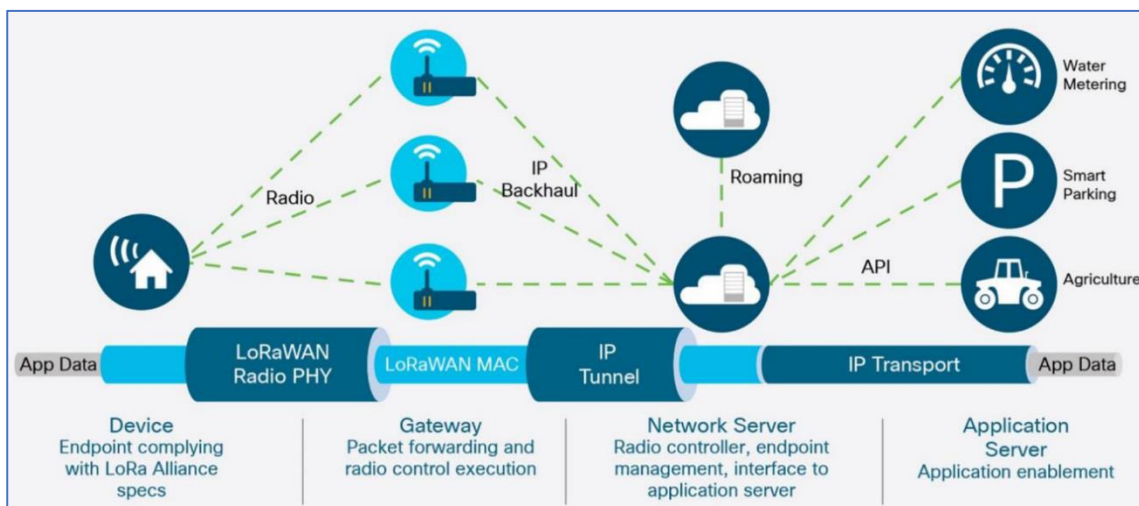 Water
Metering
Radio
IP
Backhaul
Roaming
Smart
Parking
P
API
Agriculture
App Data
LoRaWAN
Radio PHY
LoRaWAN MAC
IP
Tunnel
IP Transport
App Data
Device
Endpoint complying
with LoRa Alliance
specs
Gateway
Packet forwarding and
radio control execution
Network Server
Radio controller, endpoint
management, interface to
application server
Application
Server
Application enablement